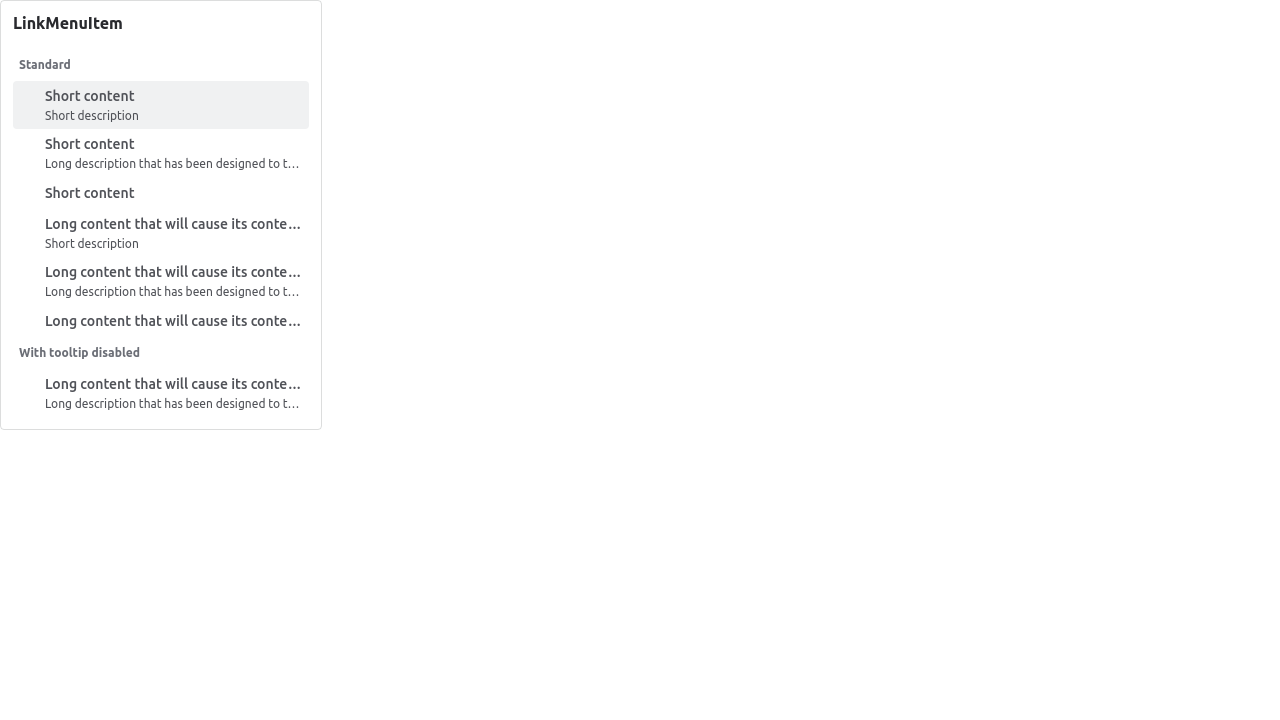 LinkMenuItem
Standard
Short content
Short description
Short content
Long description that has been designed to t…
Short content
Long content that will cause its conte…
Short description
Long content that will cause its conte…
Long description that has been designed to t…
Long content that will cause its conte…
With tooltip disabled
Long content that will cause its conte…
Long description that has been designed to t…